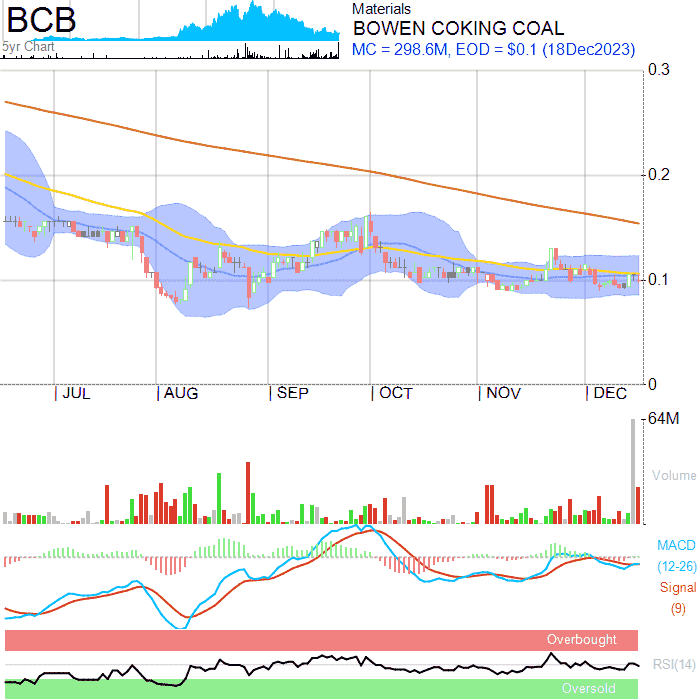 BCB
5yr Chart
Materials
BOWEN COKING COAL
MC = 298.6M, EOD = $0.1 (18Dec2023)
0.3
0.2
0.1
0
JUL
AUG
SEP
OCT
NOV
DEC
64M
Volume
MACD
(12-26)
Signal
(9)
Overbought
RSI(14)
Oversold